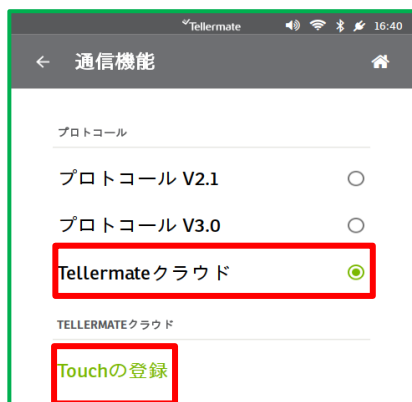 Tellermate 16:40
通信機能
プロトコール
プロトコール V2.1
プロトコール V3.0
Tellermateクラウド
TELLERMATEクラウド
Touchの登録